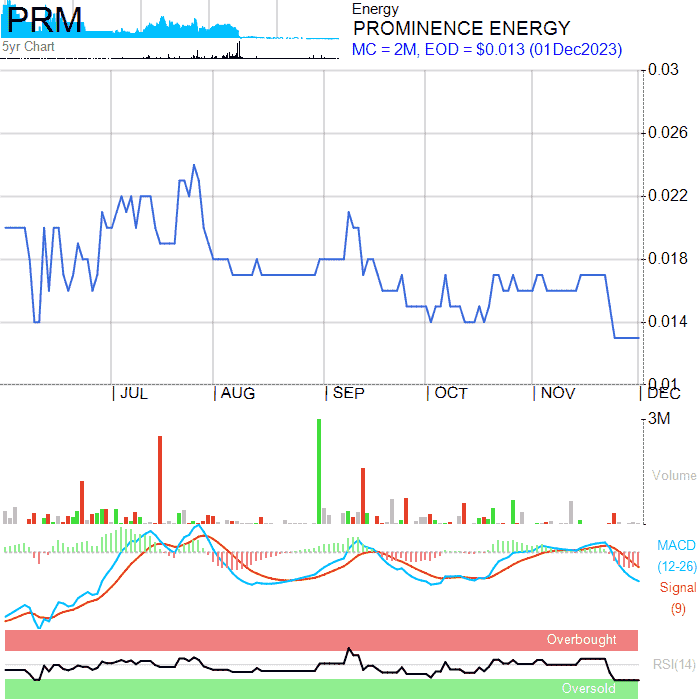 PRM
5yr Chart
Energy
PROMINENCE ENERGY
MC = 2M, EOD = $0.013 (01Dec2023)
0.03
0.026
0.022
0.018
0.014
0.01
JUL
AUG
SEP
OCT
NOV
DEC
3M
Volume
MACD
(12-26)
Signal
(9)
Overbought
RSI(14)
Oversold